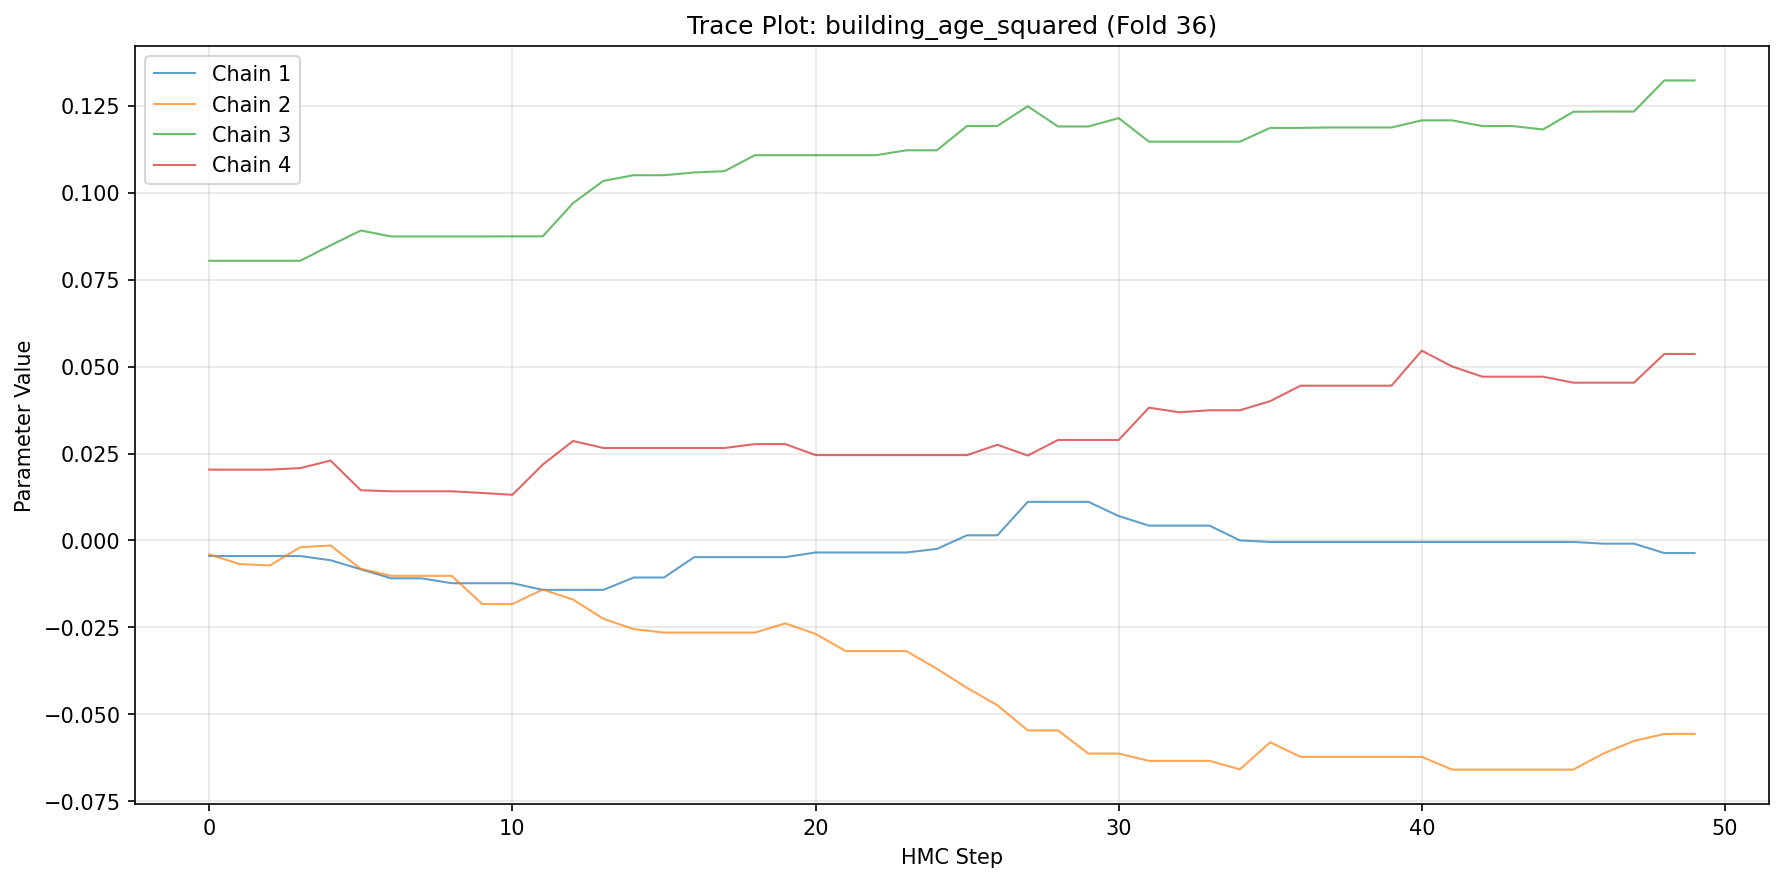 Trace Plot: building_age_squared (Fold 36)
Chain 1
Chain 2
Chain 3
Chain 4
0.125
0.100
0.075
0.050
0.025
0.000
−0.025
−0.050
−0.075
Parameter Value
0 10 20 30 40 50
HMC Step